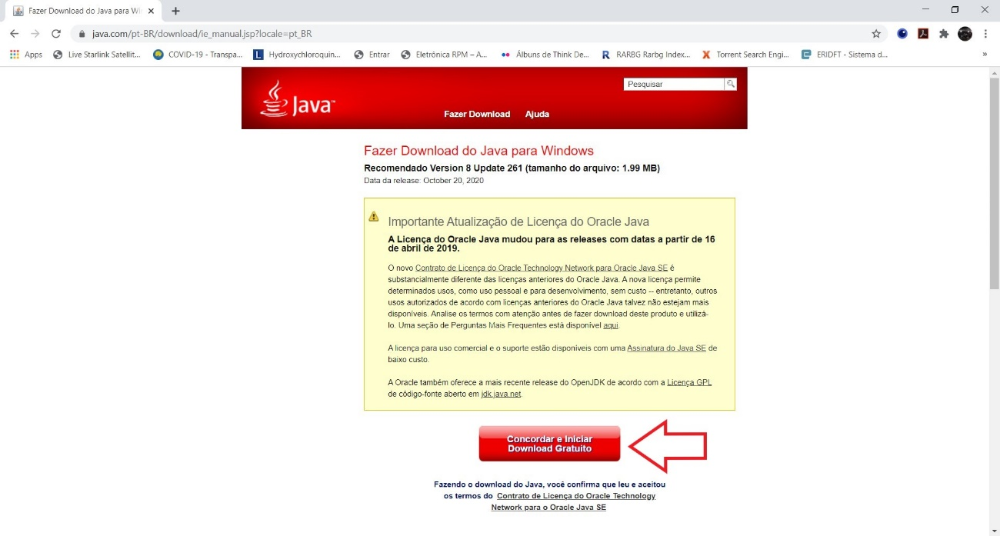 Fazer Download do Java para Wi
java.com/pt-BR/download/ie_manual.jsp?locale=pt_BR
Apps Live Starlink Satellit... COVID-19 - Transpa... Hydroxychloroquin... Entrar Eletrônica RPM – A... Álbuns de Think De... RARBG Rarbg Index... Torrent Search Engi... ERIDFT - Sistema d... »
Pesquisar
Java™
Fazer Download Ajuda
Fazer Download do Java para Windows
Recomendado Version 8 Update 261 (tamanho do arquivo: 1.99 MB)
Data da release: October 20, 2020
Importante Atualização de Licença do Oracle Java
A Licença do Oracle Java mudou para as releases com datas a partir de 16
de abril de 2019.
O novo Contrato de Licença do Oracle Technology Network para Oracle Java SE é
substancialmente diferente das licenças anteriores do Oracle Java. A nova licença permite
determinados usos, como uso pessoal e para desenvolvimento, sem custo -- entretanto, outros
usos autorizados de acordo com licenças anteriores do Oracle Java talvez não estejam mais
disponíveis. Analise os termos com atenção antes de fazer download deste produto e utilizá-
lo. Uma seção de Perguntas Mais Frequentes está disponível aqui.
A licença para uso comercial e o suporte estão disponíveis com uma Assinatura do Java SE de
baixo custo.
A Oracle também oferece a mais recente release do OpenJDK de acordo com a Licença GPL
de código-fonte aberto em jdk.java.net.
Concordar e Iniciar
Download Gratuito
Fazendo o download do Java, você confirma que leu e aceitou
os termos do Contrato de Licença do Oracle Technology
Network para o Oracle Java SE